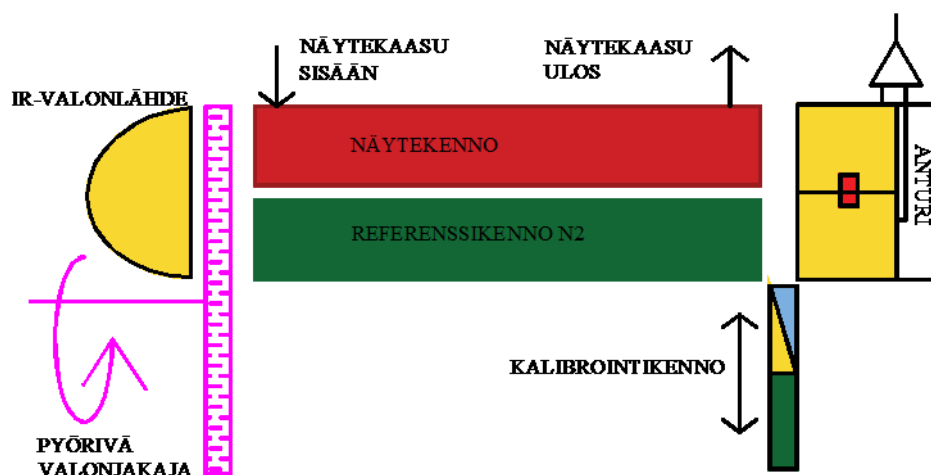 NÄYTEKAASU
SISÄÄN
NÄYTEKAASU
ULOS
IR-VALONLÄHDE
NÄYTEKENNO
REFERENSSIKENNO N2
ANTURI
KALIBROINTIKENNO
PYÖRIVÄ
VALONJAKAJA